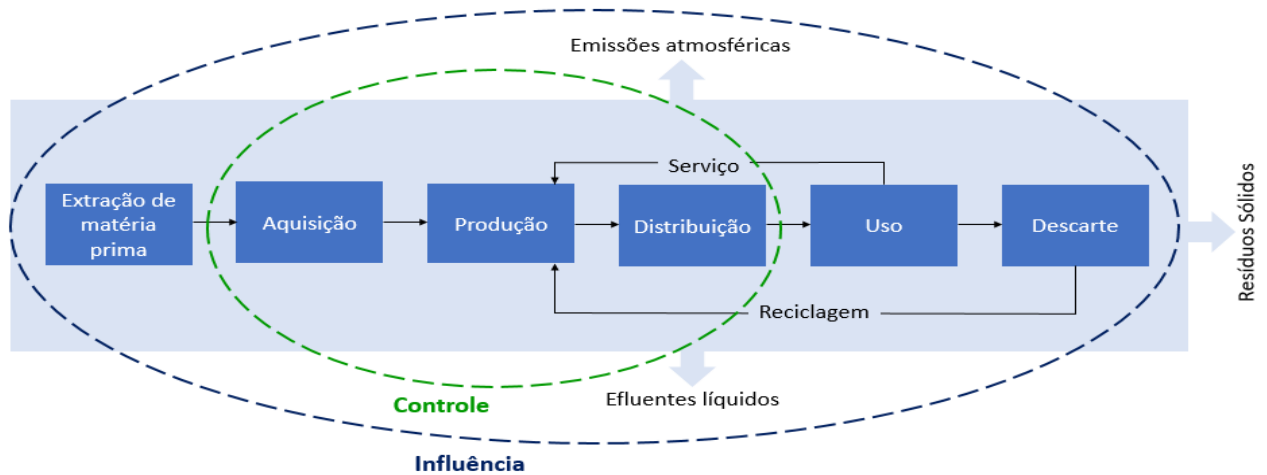 Emissões atmosféricas
Serviço
Extração de
matéria
prima
Aquisição
Produção
Distribuição
Uso
Descarte
Resíduos Sólidos
Reciclagem
Efluentes líquidos
Controle
Influência